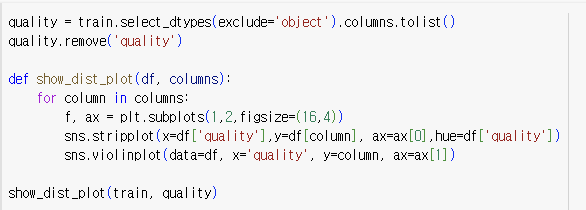 quality = train.select_dtypes(exclude='object').columns.tolist()
quality.remove('quality')
def show_dist_plot(df, columns):
    for column in columns:
        f, ax = plt.subplots(1,2,figsize=(16,4))
        sns.stripplot(x=df['quality'],y=df[column], ax=ax[0],hue=df['quality'])
        sns.violinplot(data=df, x='quality', y=column, ax=ax[1])
show_dist_plot(train, quality)